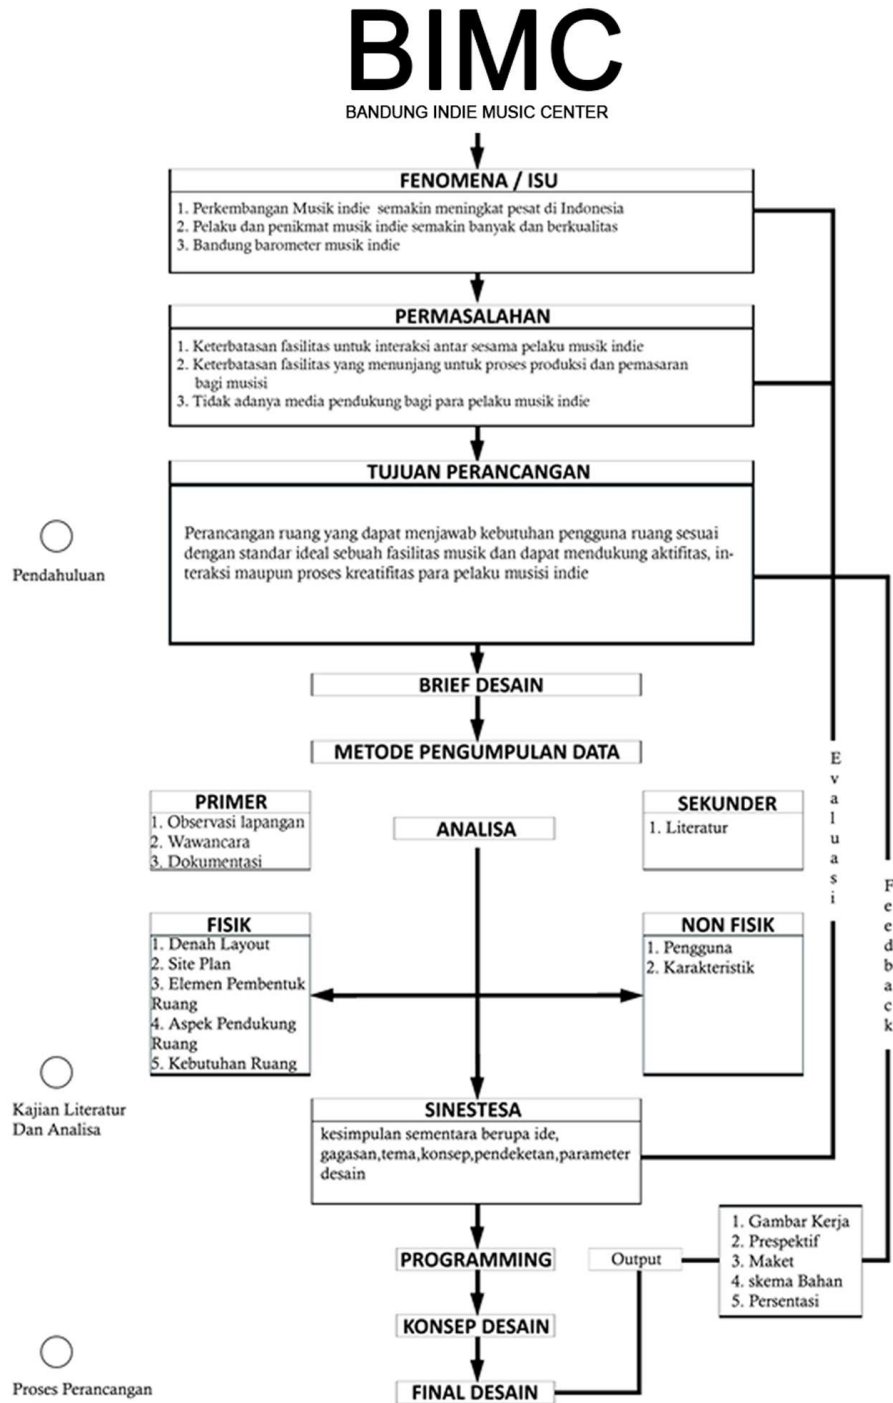 BIMC
BANDUNG INDIE MUSIC CENTER
FENOMENA / ISU
1. Perkembangan Musik indie semakin meningkat pesat di Indonesia
2. Pelaku dan penikmat musik indie semakin banyak dan berkualitas
3. Bandung barometer musik indie
PERMASALAHAN
1. Keterbatasan fasilitas untuk interaksi antar sesama pelaku musik indie
2. Keterbatasan fasilitas yang menunjang untuk proses produksi dan pemasaran
bagi musisi
3. Tidak adanya media pendukung bagi para pelaku musik indie
TUJUAN PERANCANGAN
Perancangan ruang yang dapat menjawab kebutuhan pengguna ruang sesuai
dengan standar ideal sebuah fasilitas musik dan dapat mendukung aktifitas, in-
teraksi maupun proses kreatifitas para pelaku musisi indie
Pendahuluan
BRIEF DESAIN
METODE PENGUMPULAN DATA
PRIMER
1. Observasi lapangan
2. Wawancara
3. Dokumentasi
ANALISA
SEKUNDER
1. Literatur
Evaluasi
Feedback
FISIK
1. Denah Layout
2. Site Plan
3. Elemen Pembentuk
Ruang
4. Aspek Pendukung
Ruang
5. Kebutuhan Ruang
NON FISIK
1. Pengguna
2. Karakteristik
Kajian Literatur
Dan Analisa
SINESTESA
kesimpulan sementara berupa ide,
gagasan,tema,konsep,pendeketan,parameter
desain
PROGRAMMING
Output
1. Gambar Kerja
2. Prespektif
3. Maket
4. skema Bahan
5. Persentasi
KONSEP DESAIN
Proses Perancangan
FINAL DESAIN